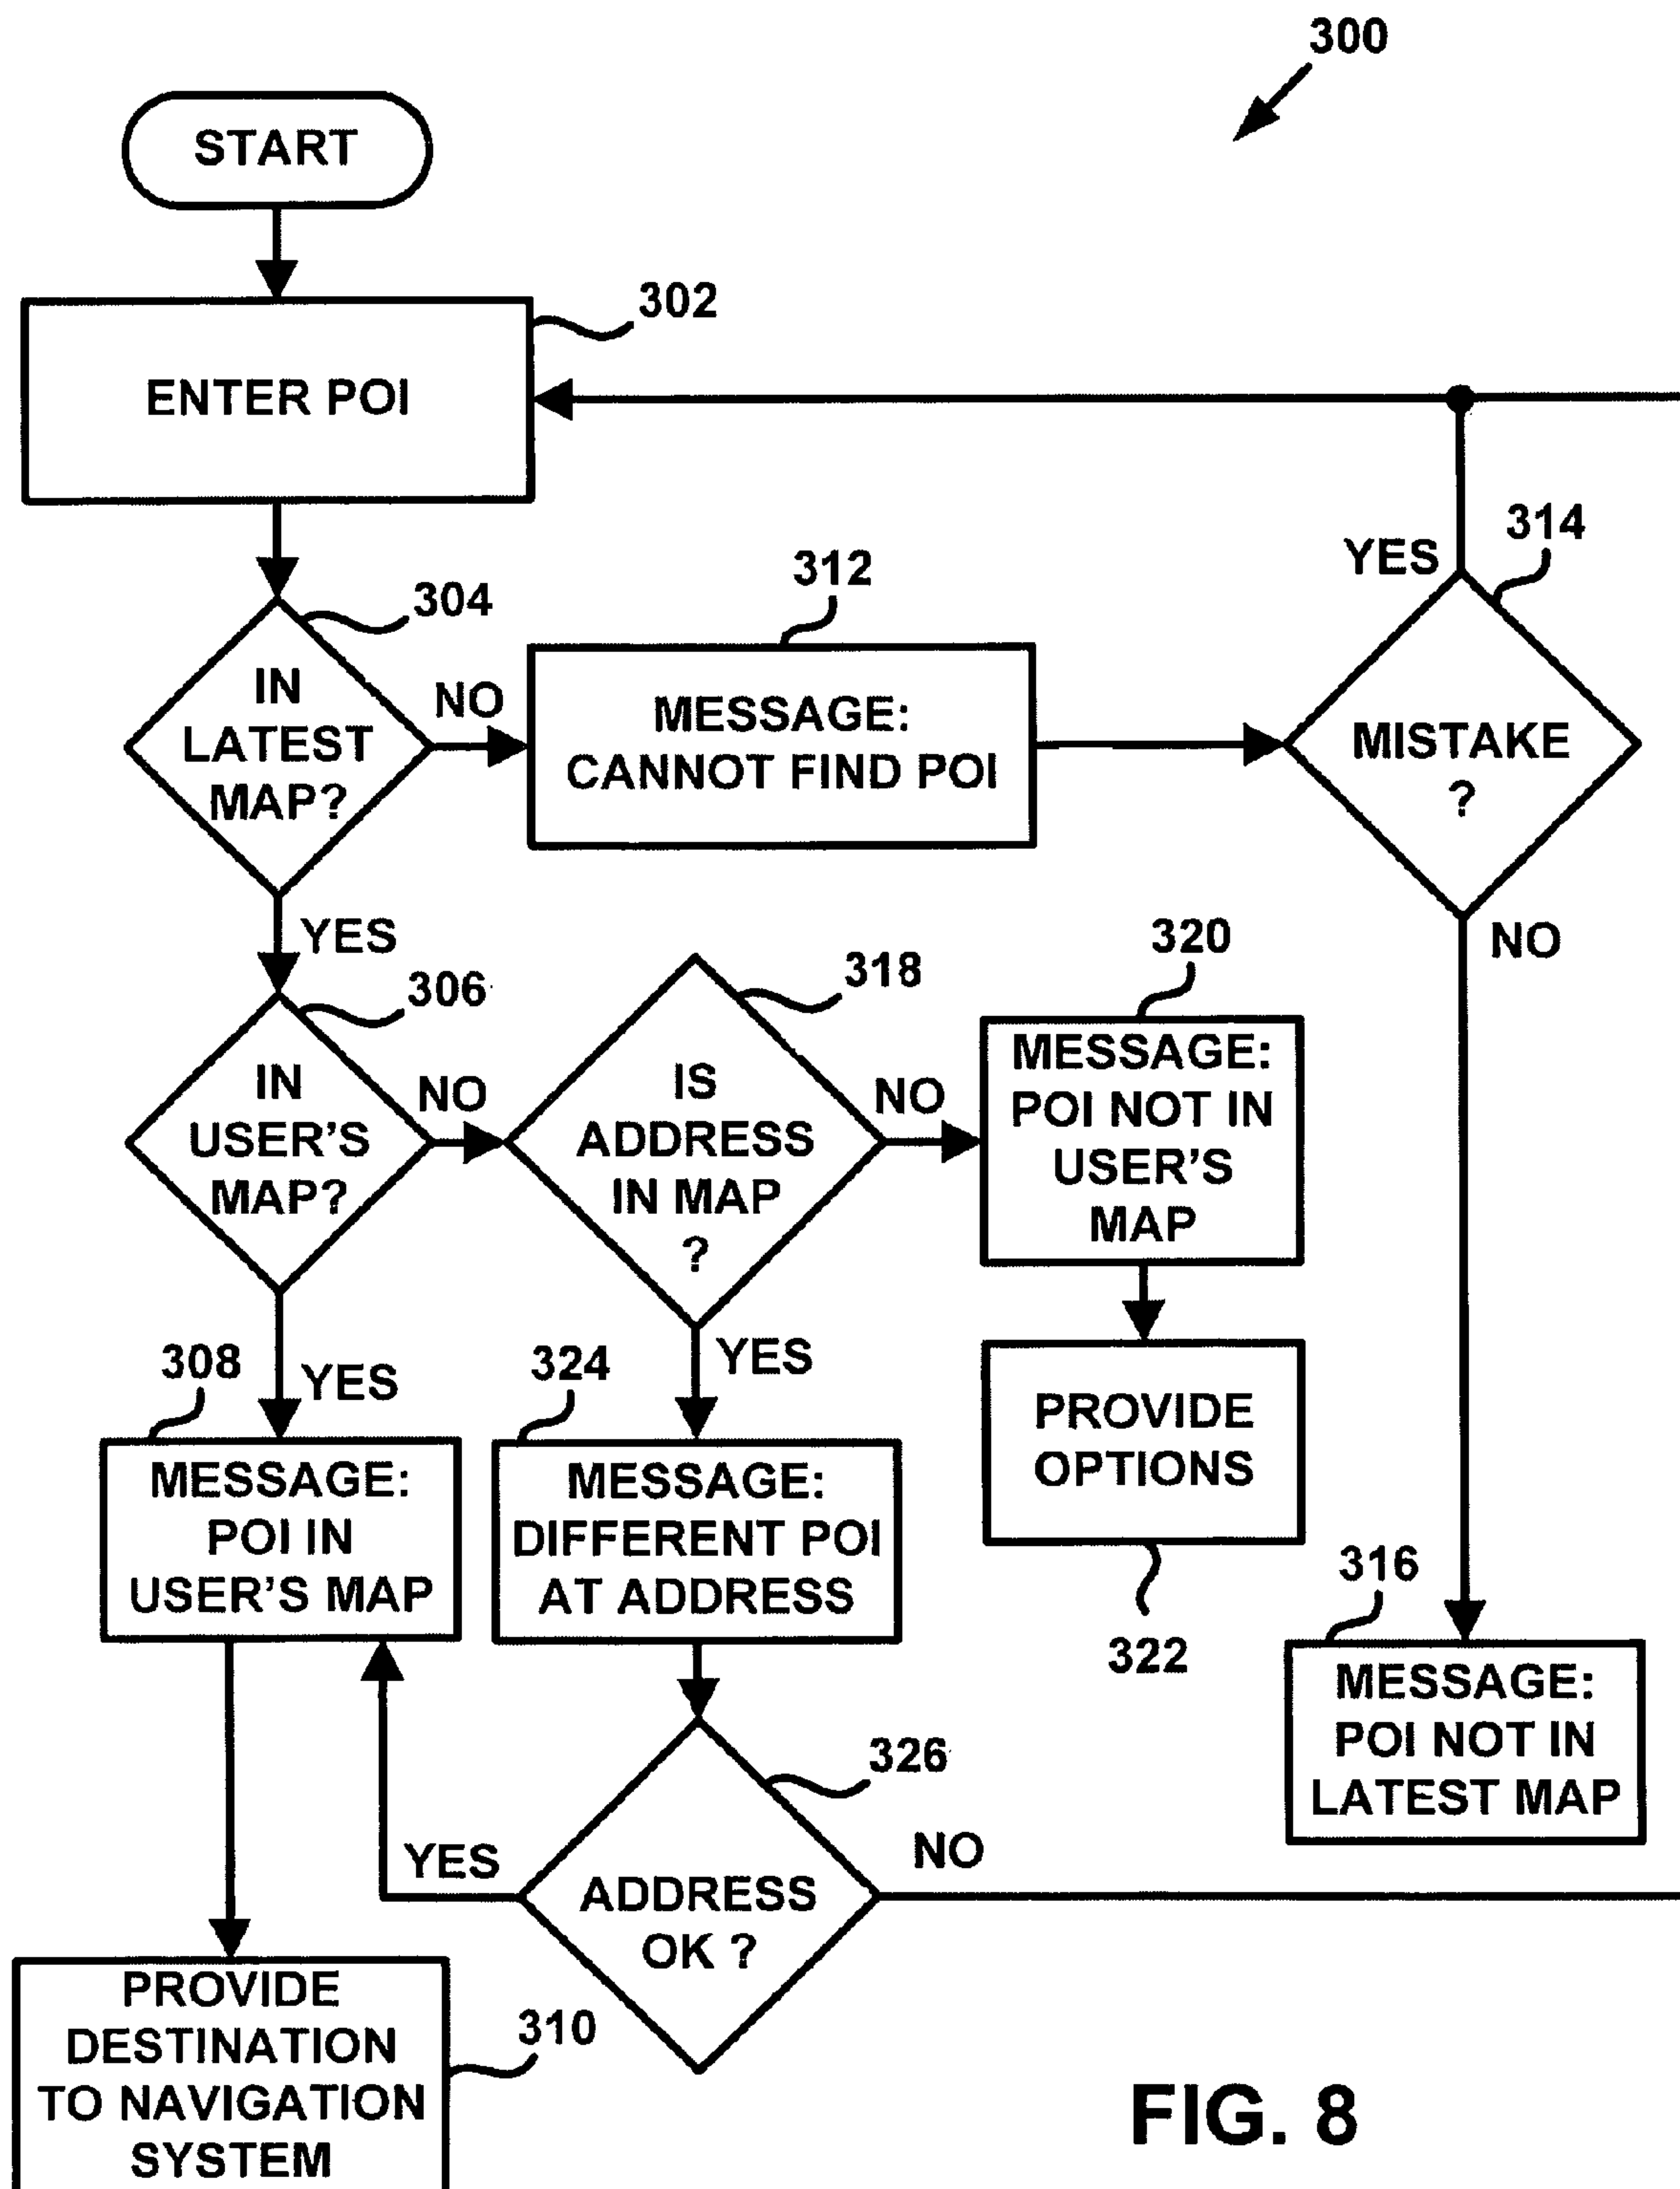 300
START
302
ENTER POI
314
YES
312
304
IN
LATEST
MAP?
NO
MESSAGE:
CANNOT FIND POI
MISTAKE
?
YES
NO
320
318
306
IN
USER'S
MAP?
NO
IS
ADDRESS
IN MAP
?
NO
MESSAGE:
POI NOT IN
USER'S
MAP
YES
YES
308
324
PROVIDE
OPTIONS
322
MESSAGE:
POI IN
USER'S MAP
MESSAGE:
DIFFERENT POI
AT ADDRESS
316
MESSAGE:
POI NOT IN
LATEST MAP
326
YES
NO
ADDRESS
OK ?
PROVIDE
DESTINATION
TO NAVIGATION
SYSTEM
310
FIG. 8